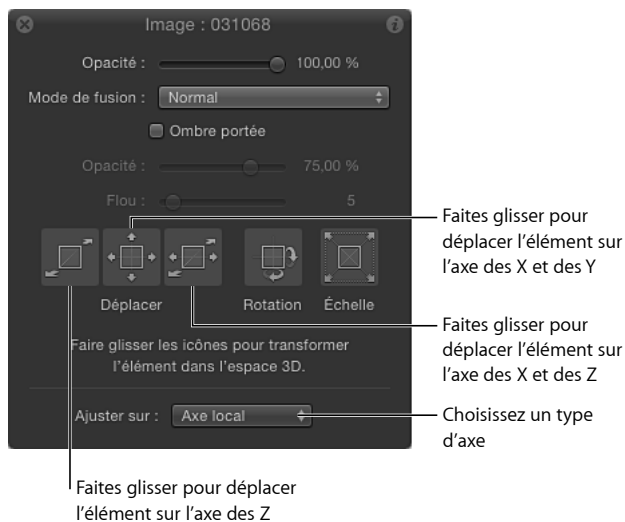 Image : 031068
Opacité : 100,00 %
Mode de fusion : Normal
Ombre portée
Opacité : 75,00 %
Flou : 5
Faites glisser pour
déplacer l’élément sur
l’axe des X et des Y
Déplacer Rotation Échelle
Faites glisser pour
déplacer l’élément sur
l’axe des X et des Z
Faire glisser les icônes pour transformer
l’élément dans l’espace 3D.
Ajuster sur : Axe local
Choisissez un type
d’axe
Faites glisser pour déplacer
l’élément sur l’axe des Z